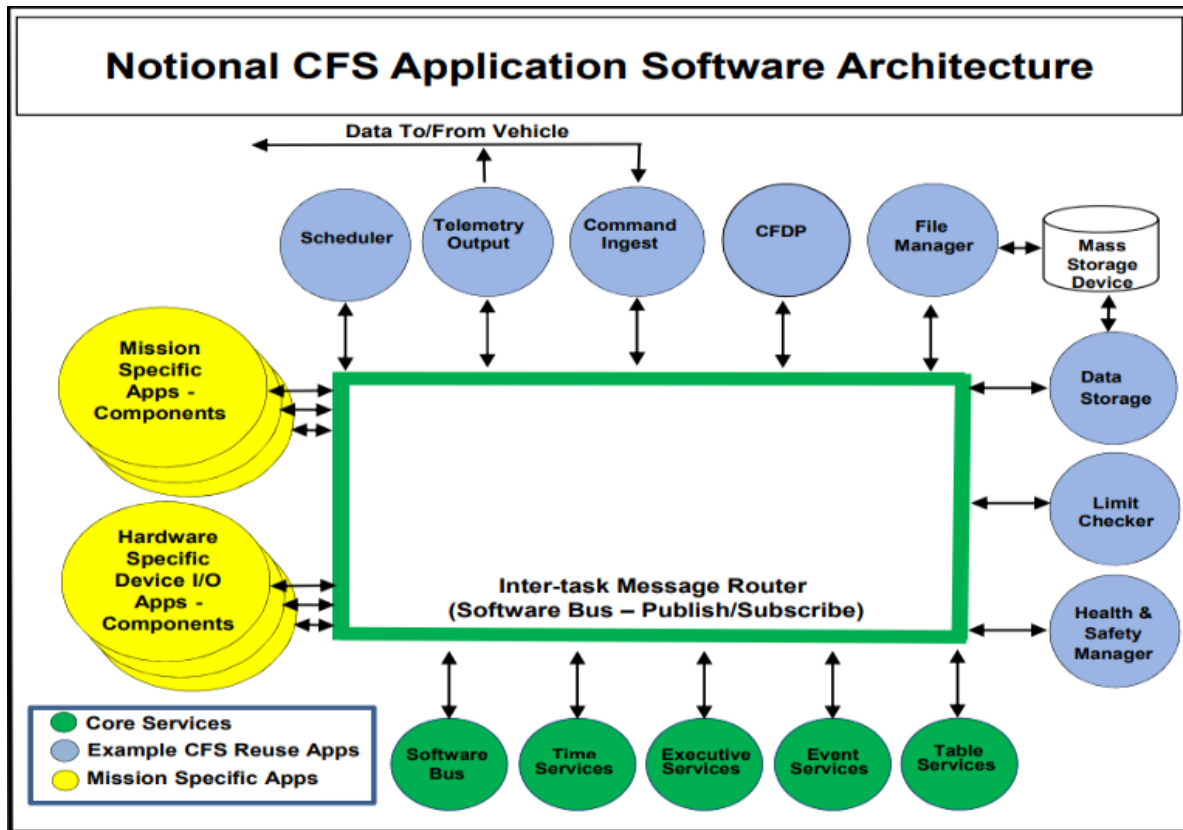 Notional CFS Application Software Architecture
Data To/From Vehicle
Scheduler
Telemetry
Output
Command
Ingest
CFDP
File
Manager
Mass
Storage
Device
Mission
Specific
Apps -
Components
Data
Storage
Limit
Checker
Hardware
Specific
Device I/O
Apps -
Components
Inter-task Message Router
(Software Bus – Publish/Subscribe)
Health &
Safety
Manager
Core Services
Example CFS Reuse Apps
Mission Specific Apps
Software
Bus
Time
Services
Executive
Services
Event
Services
Table
Services